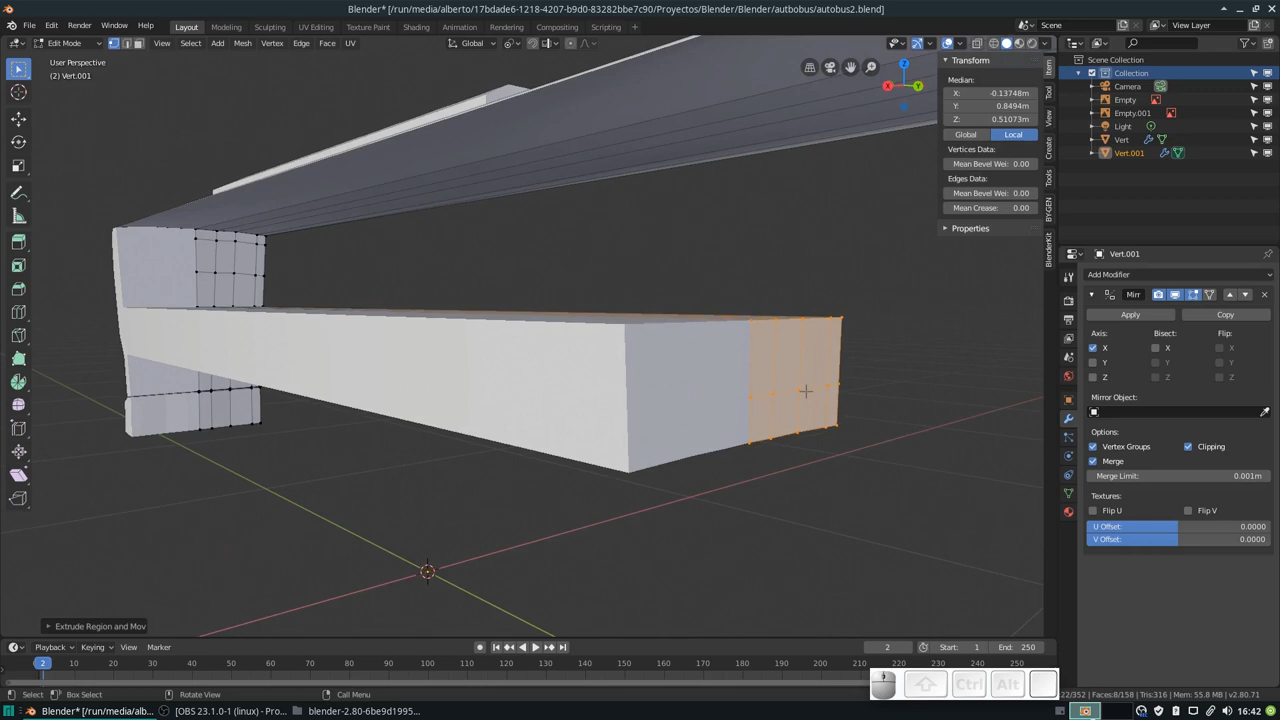 Blender* [/run/media/alberto/17bdade6-1218-4207-b9d0-83282bbe7c90/Proyectos/Blender/Blender/autbobus/autobus2.blend]
File Edit Render Window Help Layout Modeling Sculpting UV Editing Texture Paint Shading Animation Rendering Compositing Scripting + Scene View Layer
Edit Mode View Select Add Mesh Vertex Edge Face UV Global
User Perspective
(2) Vert.001
Transform
Median:
X: -0.13748m
Y: 0.8494m
Z: 0.51073m
Global Local
Vertices Data:
Mean Bevel Wei: 0.00
Edges Data:
Mean Bevel Wei: 0.00
Mean Crease: 0.00
Properties
Item
Tool
View
Create
Tools
BY-GEN
BlenderKit
Z
X
Y
Scene Collection
Collection
Camera
Empty
Empty.001
Light
Vert
Vert.001
Vert.001
Add Modifier
Mirr
Apply Copy
Axis: Bisect: Flip:
X X X
Y Y Y
Z Z Z
Mirror Object:
Options:
Vertex Groups Clipping
Merge
Merge Limit: 0.001m
Textures:
Flip U Flip V
U Offset: 0.0000
V Offset: 0.0000
Extrude Region and Mov
Playback Keying View Marker 2 Start: 1 End: 250
2 10 20 30 40 50 60 70 80 90 100 110 120 130 140 150 160 170 180 190 200 210 220 230 240 250
Ctrl Alt
Select Box Select Rotate View Call Menu 22/352 | Faces:8/158 | Tris:316 | Mem: 55.8 MB | v2.80.71
Blender* [/run/media/alb... [OBS 23.1.0-1 (linux) - Pro... blender-2.80-6be9d1995... 16:42